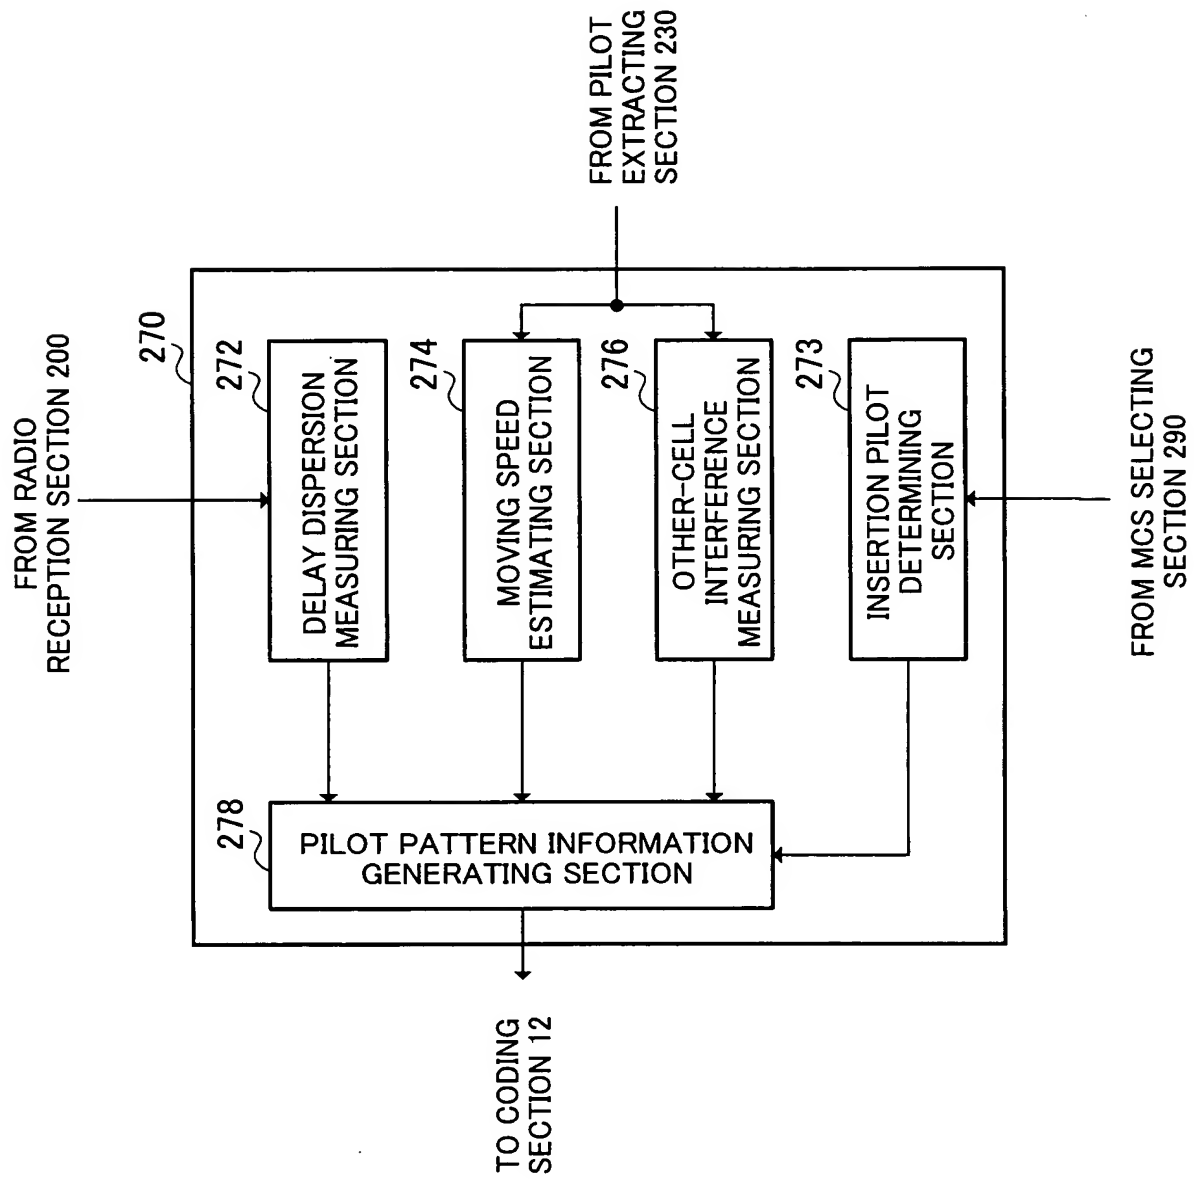 FROM RADIO
RECEPTION SECTION 200
270
272
DELAY DISPERSION
MEASURING SECTION
274
MOVING SPEED
ESTIMATING SECTION
276
OTHER-CELL
INTERFERENCE
MEASURING SECTION
273
INSERTION PILOT
DETERMINING
SECTION
278
PILOT PATTERN INFORMATION
GENERATING SECTION
FROM PILOT
EXTRACTING
SECTION 230
FROM MCS SELECTING
SECTION 290
TO CODING
SECTION 12